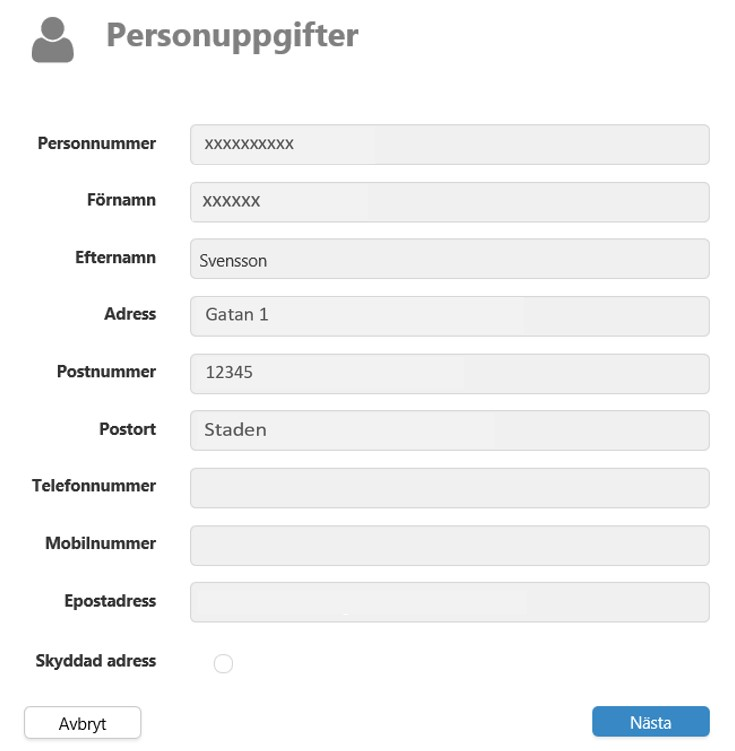 Personuppgifter
Personnummer xxxxxxxxxx
Förnamn xxxxxx
Efternamn Svensson
Adress Gatan 1
Postnummer 12345
Postort Staden
Telefonnummer
Mobilnummer
Epostadress
Skyddad adress
Avbryt Nästa